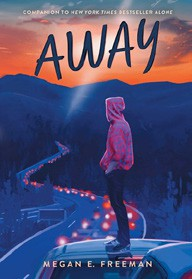 COMPANION TO NEW YORK TIMES BESTSELLER ALONE
AWAY
MEGAN E. FREEMAN